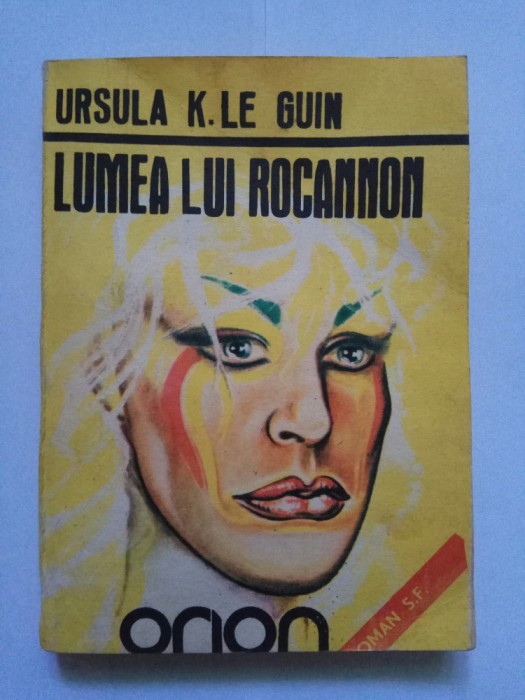 URSULA K. LE GUIN
LUMEA LUI ROCANNON
orion
OMAN S.F.